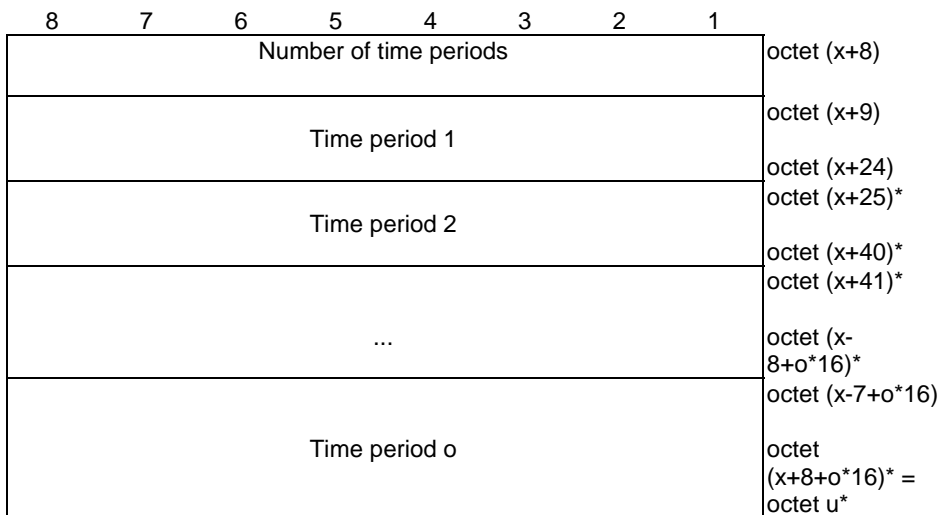 8 7 6 5 4 3 2 1
Number of time periods
octet (x+8)
Time period 1
octet (x+9)
octet (x+24)
Time period 2
octet (x+25)*
octet (x+40)*
...
octet (x+41)*
octet (x-
8+o*16)*
Time period o
octet (x-7+o*16)
octet
(x+8+o*16)* =
octet u*